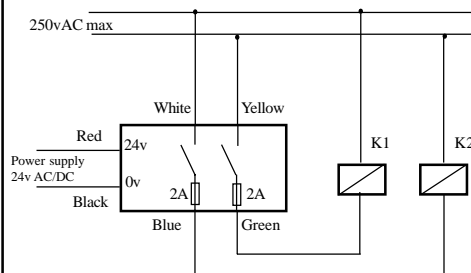 250vAC max
White
Yellow
Red
24v
K1
K2
Power supply
24v AC/DC
0v
2A
2A
Black
Blue
Green